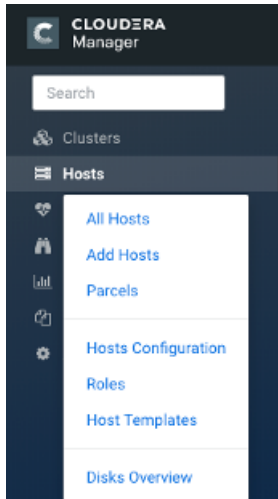 CLOUDERA
Manager
Search
Clusters
Hosts
All Hosts
Add Hosts
Parcels
Hosts Configuration
Roles
Host Templates
Disks Overview